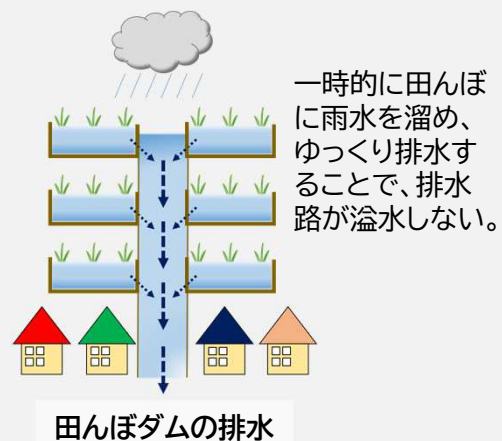 一時的に田んぼ
に雨水を溜め、
ゆっくり排水す
ることで、排水
路が溢水しない。
田んぼダムの排水